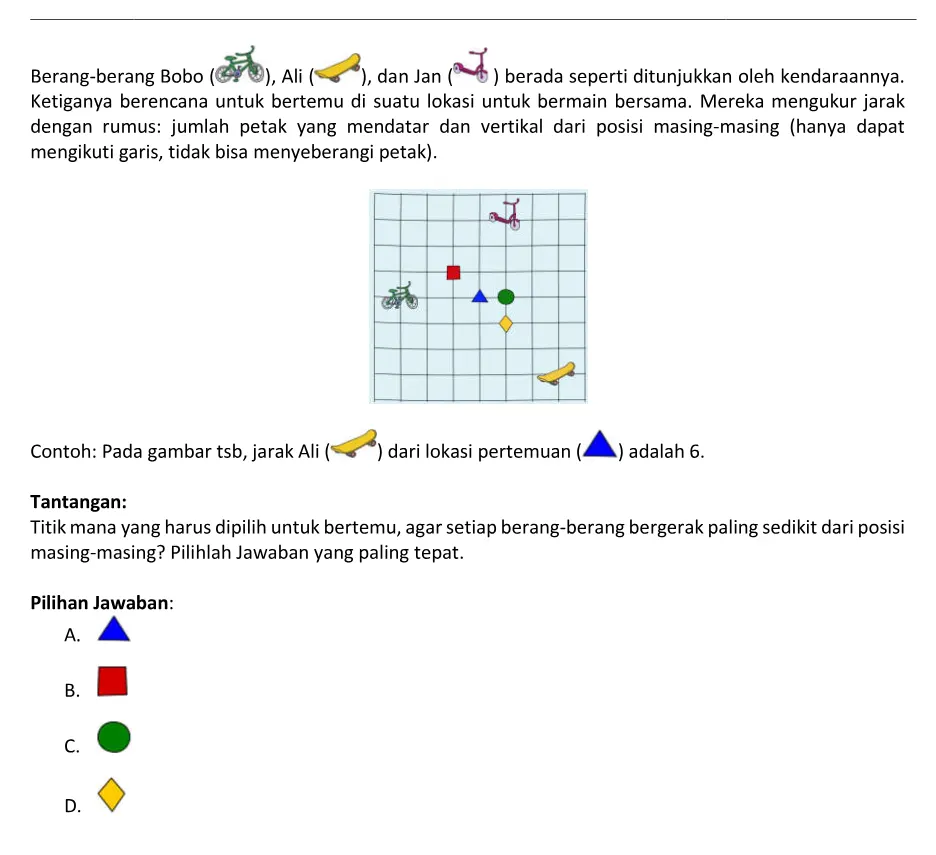 Berang-berang Bobo ( ), Ali ( ), dan Jan ( ) berada seperti ditunjukkan oleh kendaraannya.
Ketiganya berencana untuk bertemu di suatu lokasi untuk bermain bersama. Mereka mengukur jarak
dengan rumus: jumlah petak yang mendatar dan vertikal dari posisi masing-masing (hanya dapat
mengikuti garis, tidak bisa menyeberangi petak).
Contoh: Pada gambar tsb, jarak Ali ( ) dari lokasi pertemuan ( ) adalah 6.
Tantangan:
Titik mana yang harus dipilih untuk bertemu, agar setiap berang-berang bergerak paling sedikit dari posisi
masing-masing? Pilihlah Jawaban yang paling tepat.
Pilihan Jawaban:
A.
B.
C.
D.